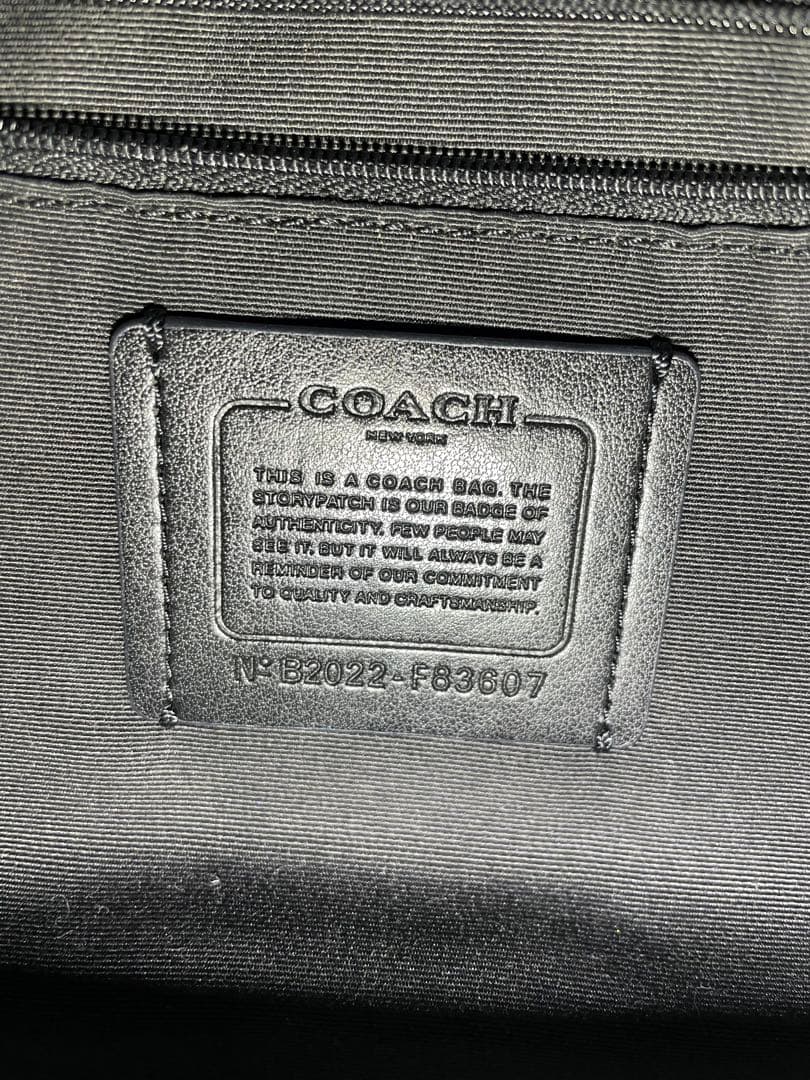 COACH
NEW YORK
THIS IS A COACH BAG. THE
STORYPATCH IS OUR BADGE OF
AUTHENTICITY. FEW PEOPLE MAY
SEE IT, BUT IT WILL ALWAYS BE A
REMINDER OF OUR COMMITMENT
TO QUALITY AND CRAFTSMANSHIP.
Nº B2022-F83607